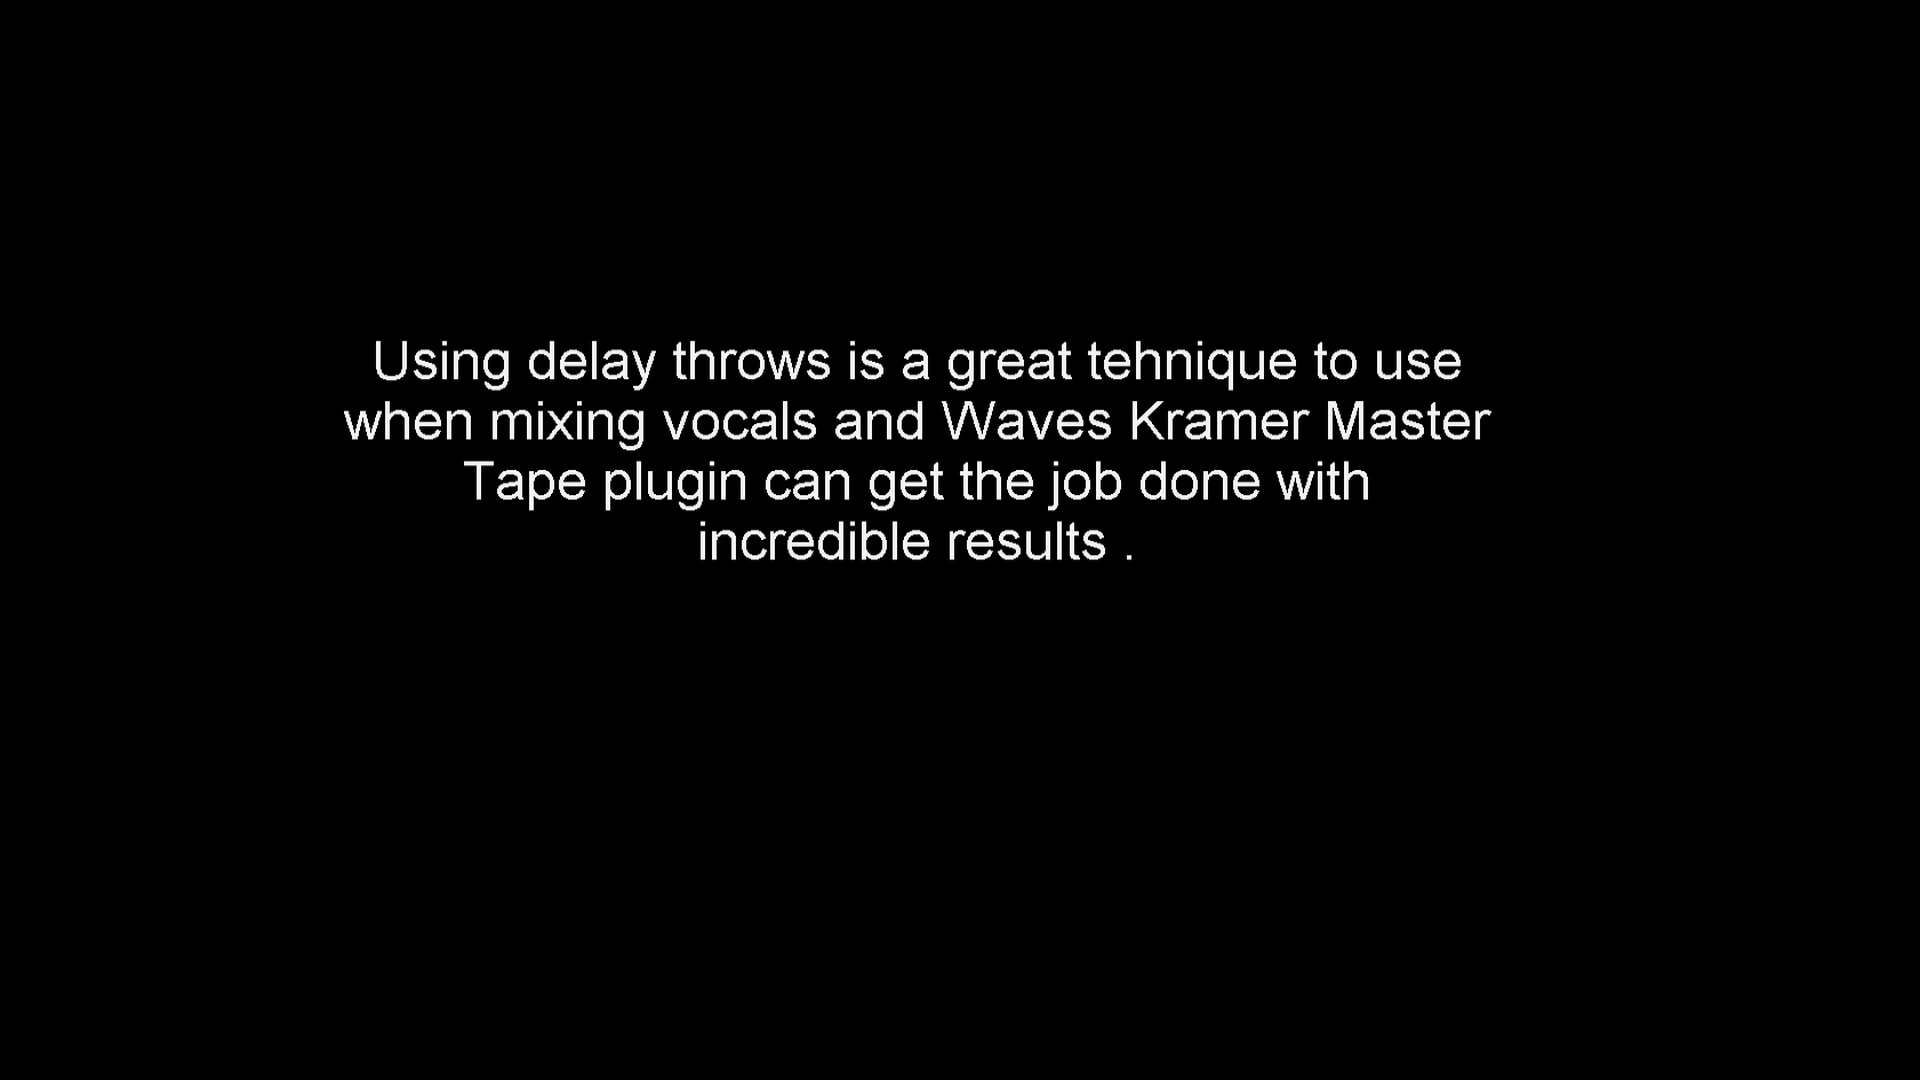 Using delay throws is a great tehnique to use
when mixing vocals and Waves Kramer Master
Tape plugin can get the job done with
incredible results .